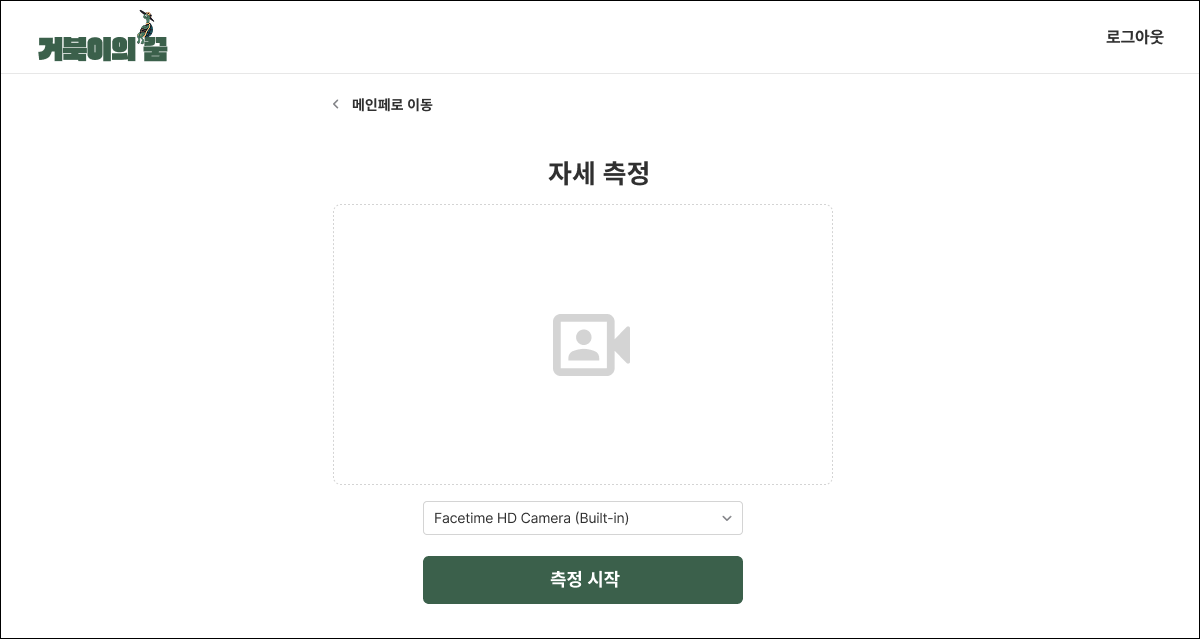 거북이의 꿈
로그아웃
메인페로 이동
자세 측정
Facetime HD Camera (Built-in)
측정 시작